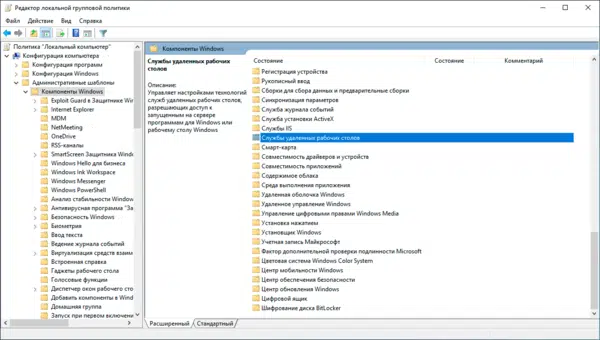 Редактор локальной групповой политики
Файл Действие Вид Справка
Политика "Локальный компьютер"
Конфигурация компьютера
Конфигурация программ
Конфигурация Windows
Административные шаблоны
Компоненты Windows
Exploit Guard в Защитнике Wi
Internet Explorer
MDM
NetMeeting
OneDrive
RSS-каналы
SmartScreen Защитника Wi
Windows Hello для бизнеса
Windows Ink Workspace
Windows Messenger
Windows PowerShell
Анализ стабильности Windo
Антивирусная программа "За
Безопасность Windows
Биометрия
Ввод текста
Ведение журнала событий
Виртуализация средств взаим
Встроенная справка
Гаджеты рабочего стола
Голосовые функции
Диспетчер окон рабочего сто
Добавить компоненты в Wind
Домашняя группа
Запуск при первом включени
Компоненты Windows
Службы удаленных рабочих
столов
Описание:
Управляет настройками технологий
служб удаленных рабочих столов,
разрешающих доступ к
запущенным на сервере
программам для Windows или
рабочему столу Windows.
Состояние Состояние Комментарий
Регистрация устройства
Рукописный ввод
Сборки для сбора данных и предварительные сборки
Синхронизация параметров
Служба журнала событий
Служба установки ActiveX
Службы IIS
Службы удаленных рабочих столов
Смарт-карта
Совместимость драйверов и устройств
Совместимость приложений
Содержимое облака
Среда выполнения приложения
Удаленная оболочка Windows
Удаленное управление Windows
Управление цифровыми правами Windows Media
Установка нажатием
Установщик Windows
Учетная запись Майкрософт
Фактор дополнительной проверки подлинности Microsoft
Цветовая система Windows Color System
Центр мобильности Windows
Центр обновления Windows
Цифровой ящик
Шифрование диска BitLocker
Расширенный Стандартный